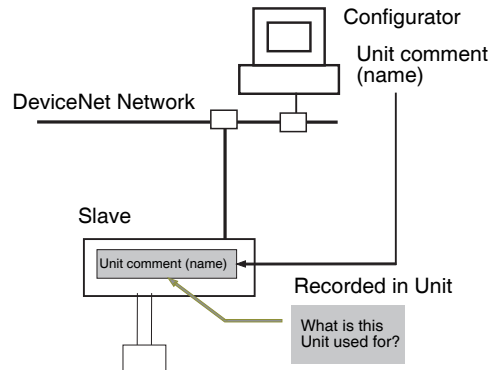 Configurator
Unit comment
(name)
DeviceNet Network
Slave
Unit comment (name)
Recorded in Unit
What is this
Unit used for?